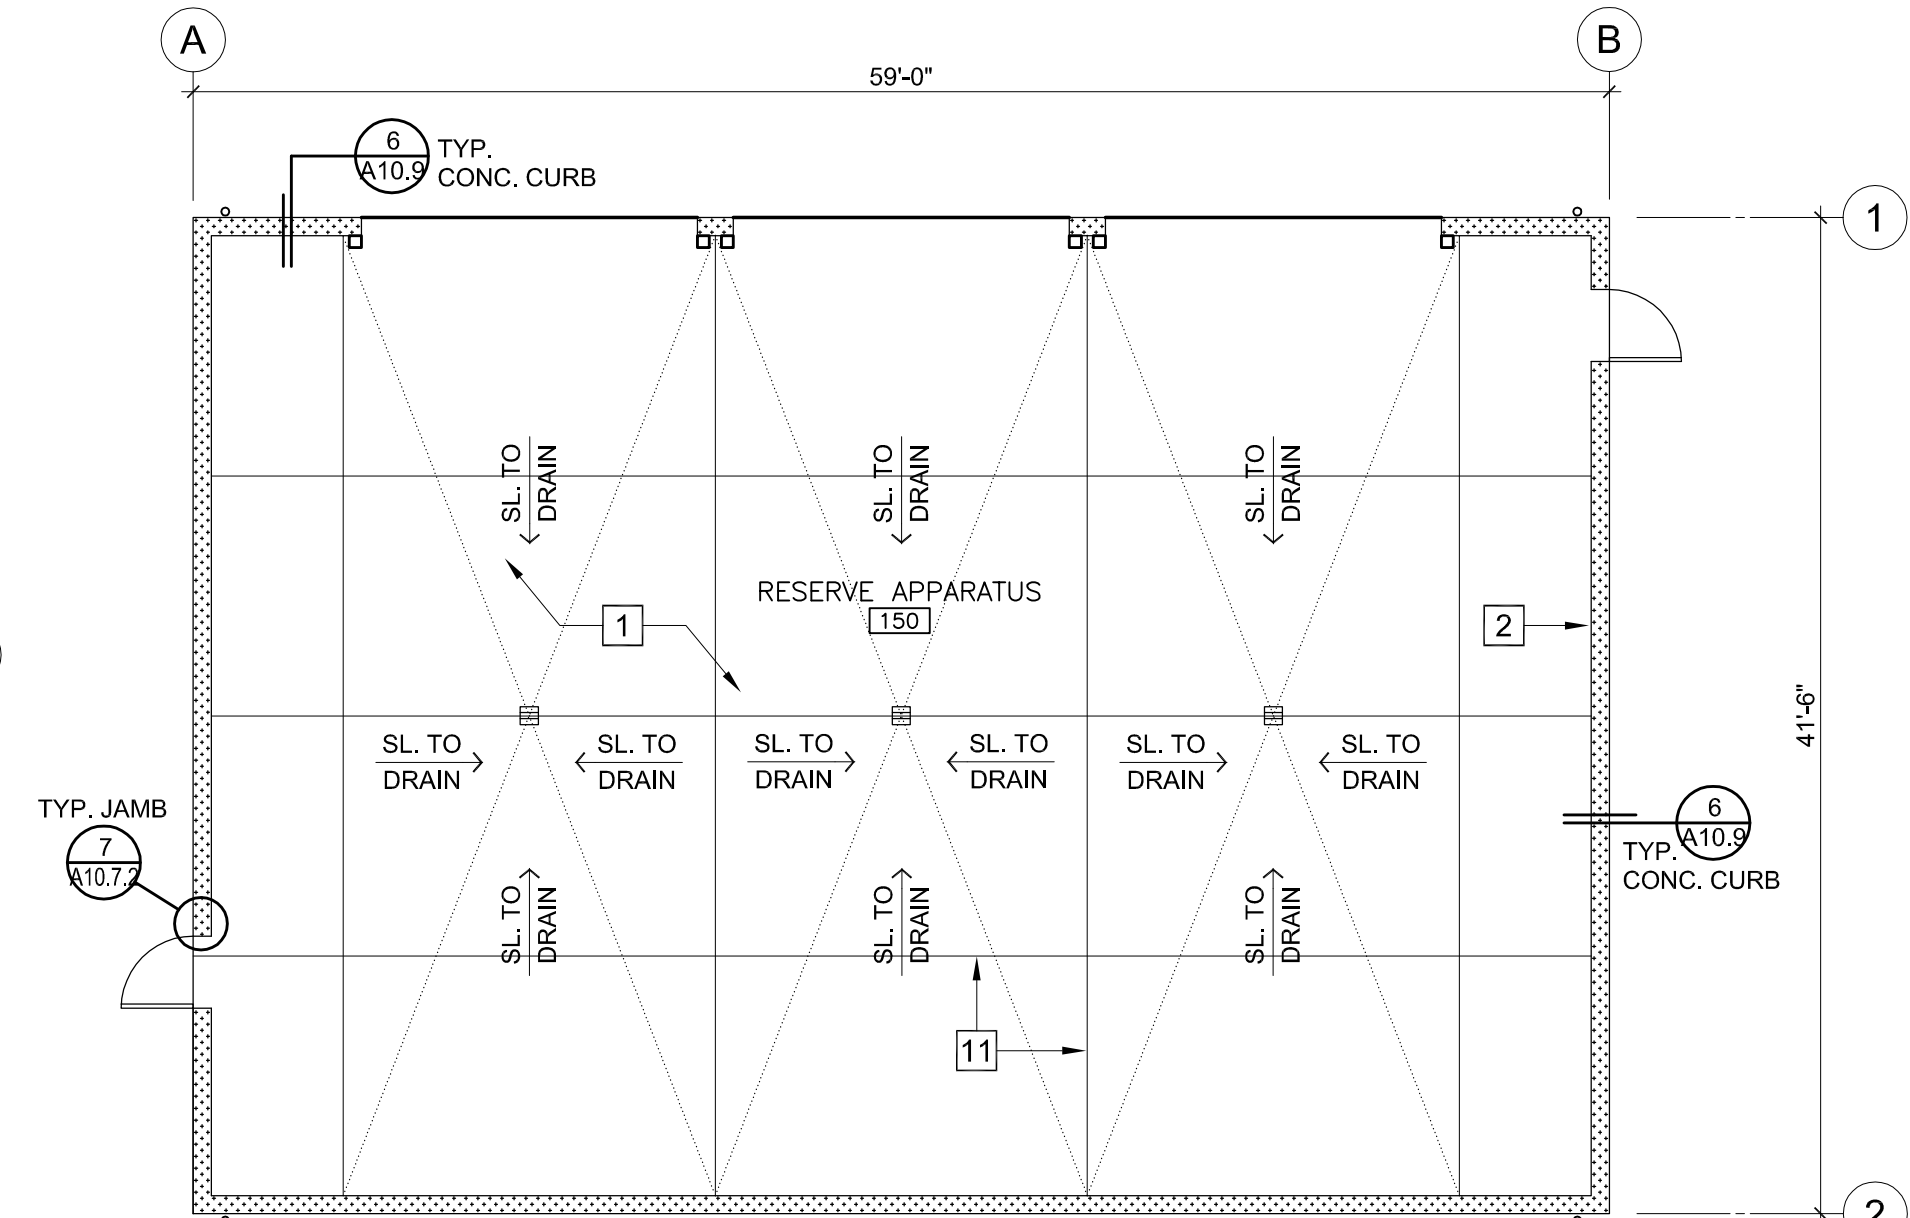 A
B
59'-0"
6
A10.9
TYP.
CONC. CURB
1
SL. TO
DRAIN
SL. TO
DRAIN
SL. TO
DRAIN
RESERVE APPARATUS
150
1
2
41'-6"
SL. TO
DRAIN
SL. TO
DRAIN
SL. TO
DRAIN
SL. TO
DRAIN
SL. TO
DRAIN
SL. TO
DRAIN
TYP. JAMB
7
A10.7.2
6
A10.9
TYP.
CONC. CURB
SL. TO
DRAIN
SL. TO
DRAIN
SL. TO
DRAIN
11
2